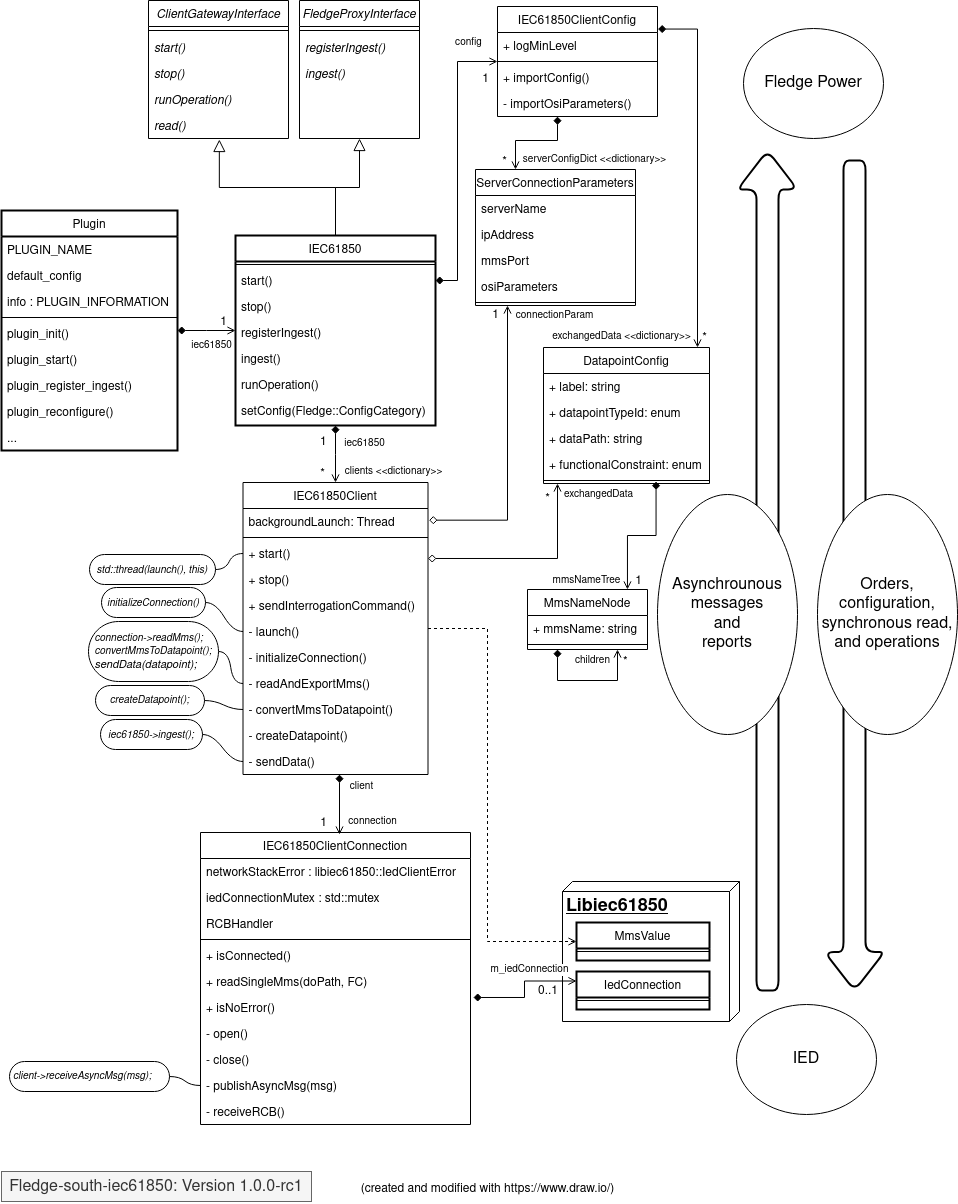 ClientGatewayInterface
start()
stop()
runOperation()
read()
FledgeProxyInterface
registerIngest()
ingest()
IEC61850ClientConfig
+ logMinLevel
+ importConfig()
- importOsiParameters()
config
1
Fledge Power
*
serverConfigDict <<dictionary>>
ServerConnectionParameters
serverName
ipAddress
mmsPort
osiParameters
Plugin
PLUGIN_NAME
default_config
info : PLUGIN_INFORMATION
plugin_init()
plugin_start()
plugin_register_ingest()
plugin_reconfigure()
...
1
iec61850
IEC61850
start()
stop()
registerIngest()
ingest()
runOperation()
setConfig(Fledge::ConfigCategory)
1
connectionParam
exchangedData <<dictionary>>
*
DatapointConfig
+ label: string
+ datapointTypeId: enum
+ dataPath: string
+ functionalConstraint: enum
1
iec61850
*
clients <<dictionary>>
*
exchangedData
IEC61850Client
backgroundLaunch: Thread
+ start()
+ stop()
+ sendInterrogationCommand()
- launch()
- initializeConnection()
- readAndExportMms()
- convertMmsToDatapoint()
- createDatapoint()
- sendData()
std::thread(launch(), this)
initializeConnection()
connection->readMms();
convertMmsToDatapoint();
sendData(datapoint);
createDatapoint();
iec61850->ingest();
mmsNameTree
1
MmsNameNode
+ mmsName: string
children
*
Asynchrounous
messages
and
reports
Orders,
configuration,
synchronous read,
and operations
client
1
connection
IEC61850ClientConnection
networkStackError : libiec61850::IedClientError
iedConnectionMutex : std::mutex
RCBHandler
+ isConnected()
+ readSingleMms(doPath, FC)
+ isNoError()
- open()
- close()
- publishAsyncMsg(msg)
- receiveRCB()
client->receiveAsyncMsg(msg);
Libiec61850
MmsValue
IedConnection
m_iedConnection
0..1
IED
Fledge-south-iec61850: Version 1.0.0-rc1
(created and modified with https://www.draw.io/)